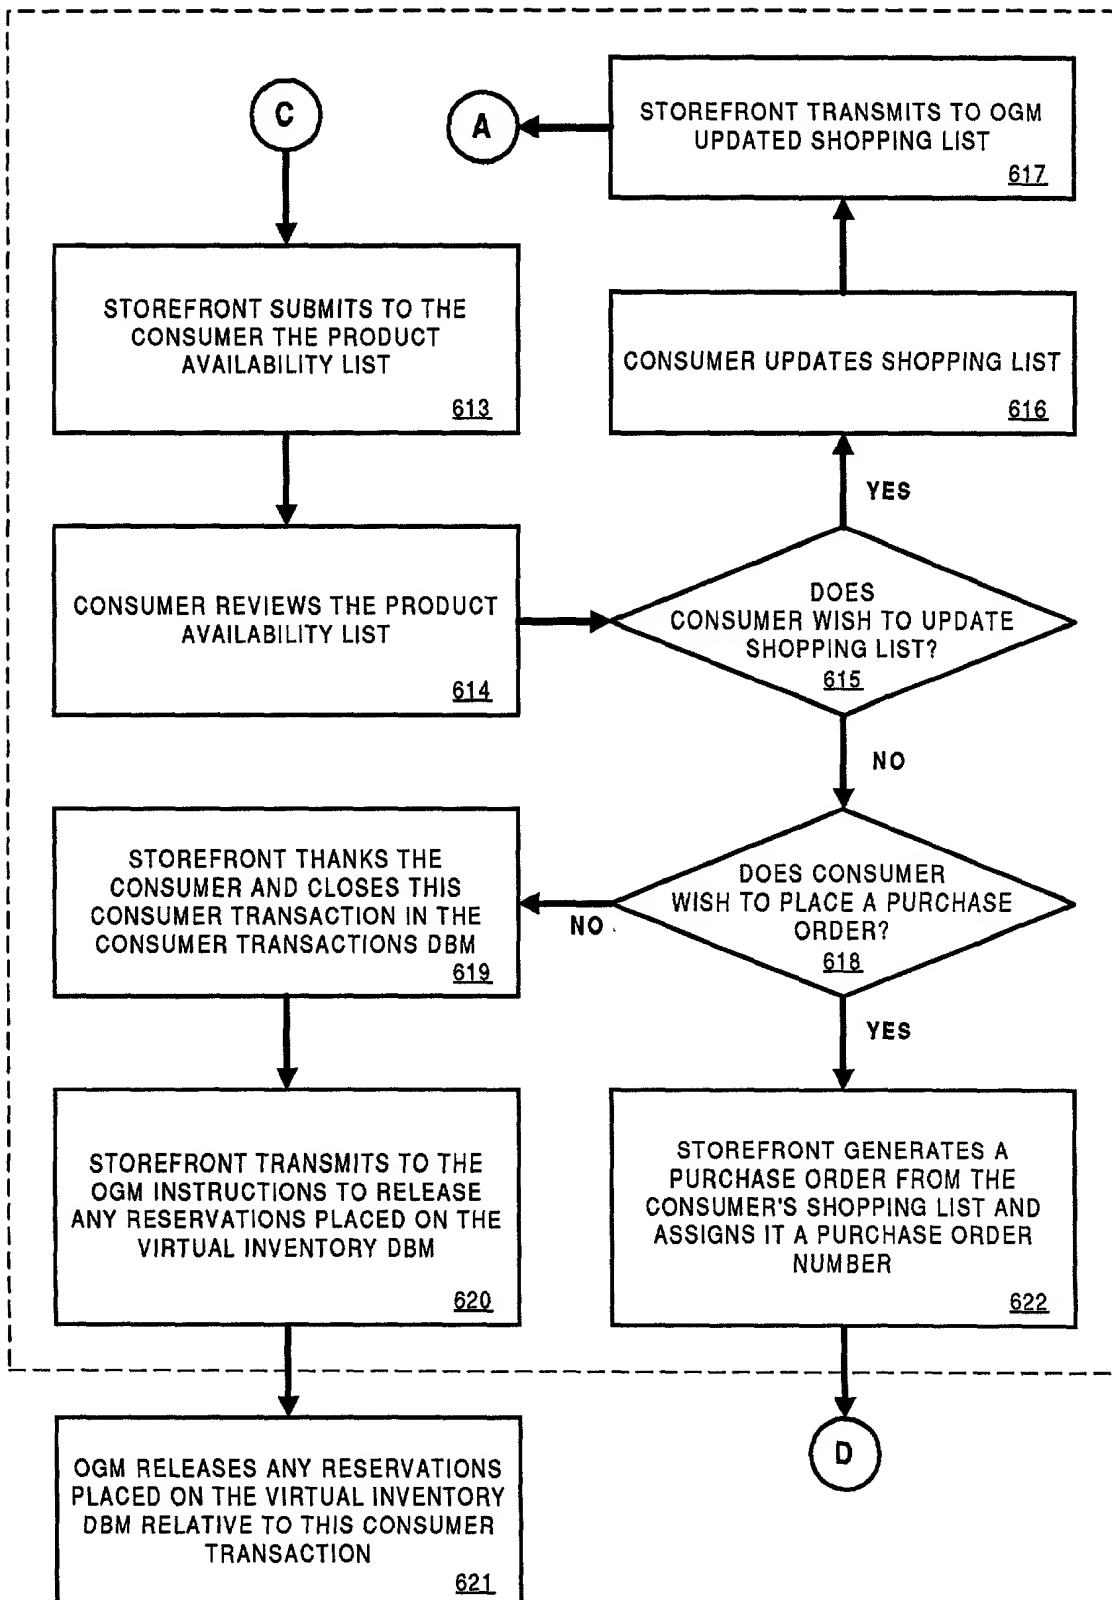 C
A
STOREFRONT TRANSMITS TO OGM
UPDATED SHOPPING LIST
617
STOREFRONT SUBMITS TO THE
CONSUMER THE PRODUCT
AVAILABILITY LIST
613
CONSUMER UPDATES SHOPPING LIST
616
YES
CONSUMER REVIEWS THE PRODUCT
AVAILABILITY LIST
614
DOES
CONSUMER WISH TO UPDATE
SHOPPING LIST?
615
NO
STOREFRONT THANKS THE
CONSUMER AND CLOSES THIS
CONSUMER TRANSACTION IN THE
CONSUMER TRANSACTIONS DBM
619
NO
DOES CONSUMER
WISH TO PLACE A PURCHASE
ORDER?
618
YES
STOREFRONT TRANSMITS TO THE
OGM INSTRUCTIONS TO RELEASE
ANY RESERVATIONS PLACED ON THE
VIRTUAL INVENTORY DBM
620
STOREFRONT GENERATES A
PURCHASE ORDER FROM THE
CONSUMER'S SHOPPING LIST AND
ASSIGNS IT A PURCHASE ORDER
NUMBER
622
OGM RELEASES ANY RESERVATIONS
PLACED ON THE VIRTUAL INVENTORY
DBM RELATIVE TO THIS CONSUMER
TRANSACTION
621
D